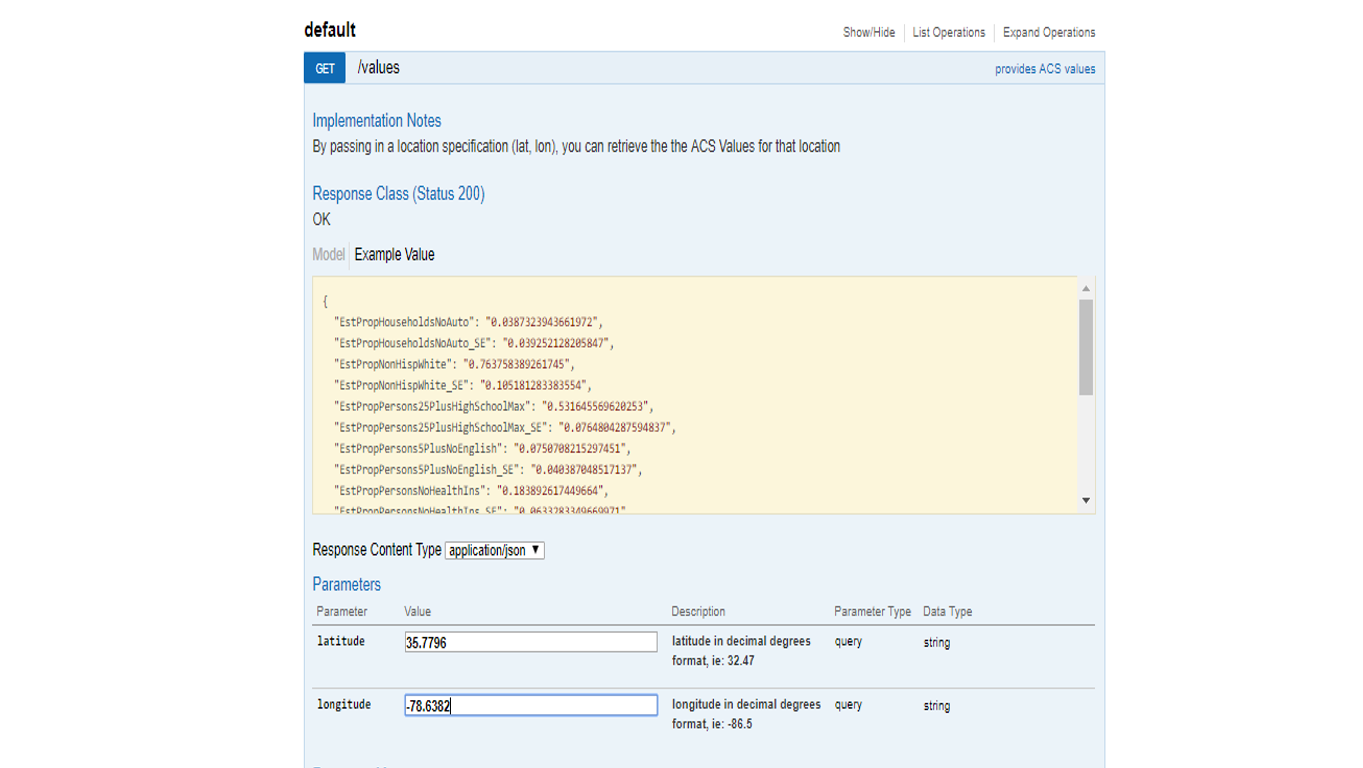 default
Show/Hide List Operations Expand Operations
GET /values provides ACS values
Implementation Notes
By passing in a location specification (lat, lon), you can retrieve the the ACS Values for that location
Response Class (Status 200)
OK
Model Example Value
{
"EstPropHouseholdsNoAuto": "0.0387323943661972",
"EstPropHouseholdsNoAuto_SE": "0.039252128205847",
"EstPropNonHispWhite": "0.763758389261745",
"EstPropNonHispWhite_SE": "0.105181283383554",
"EstPropPersons25PlusHighSchoolMax": "0.531645569620253",
"EstPropPersons25PlusHighSchoolMax_SE": "0.0764804287594837",
"EstPropPersons5PlusNoEnglish": "0.0750708215297451",
"EstPropPersons5PlusNoEnglish_SE": "0.040387048517137",
"EstPropPersonsNoHealthIns": "0.183892617449664",
"EstPropPersonsNoHealthIns_SE": "0.0633283349669971"
Response Content Type application/json
Parameters
Parameter Value Description Parameter Type Data Type
latitude 35.7796 latitude in decimal degrees query string
format, ie: 32.47
longitude -78.6382 longitude in decimal degrees query string
format, ie: -86.5